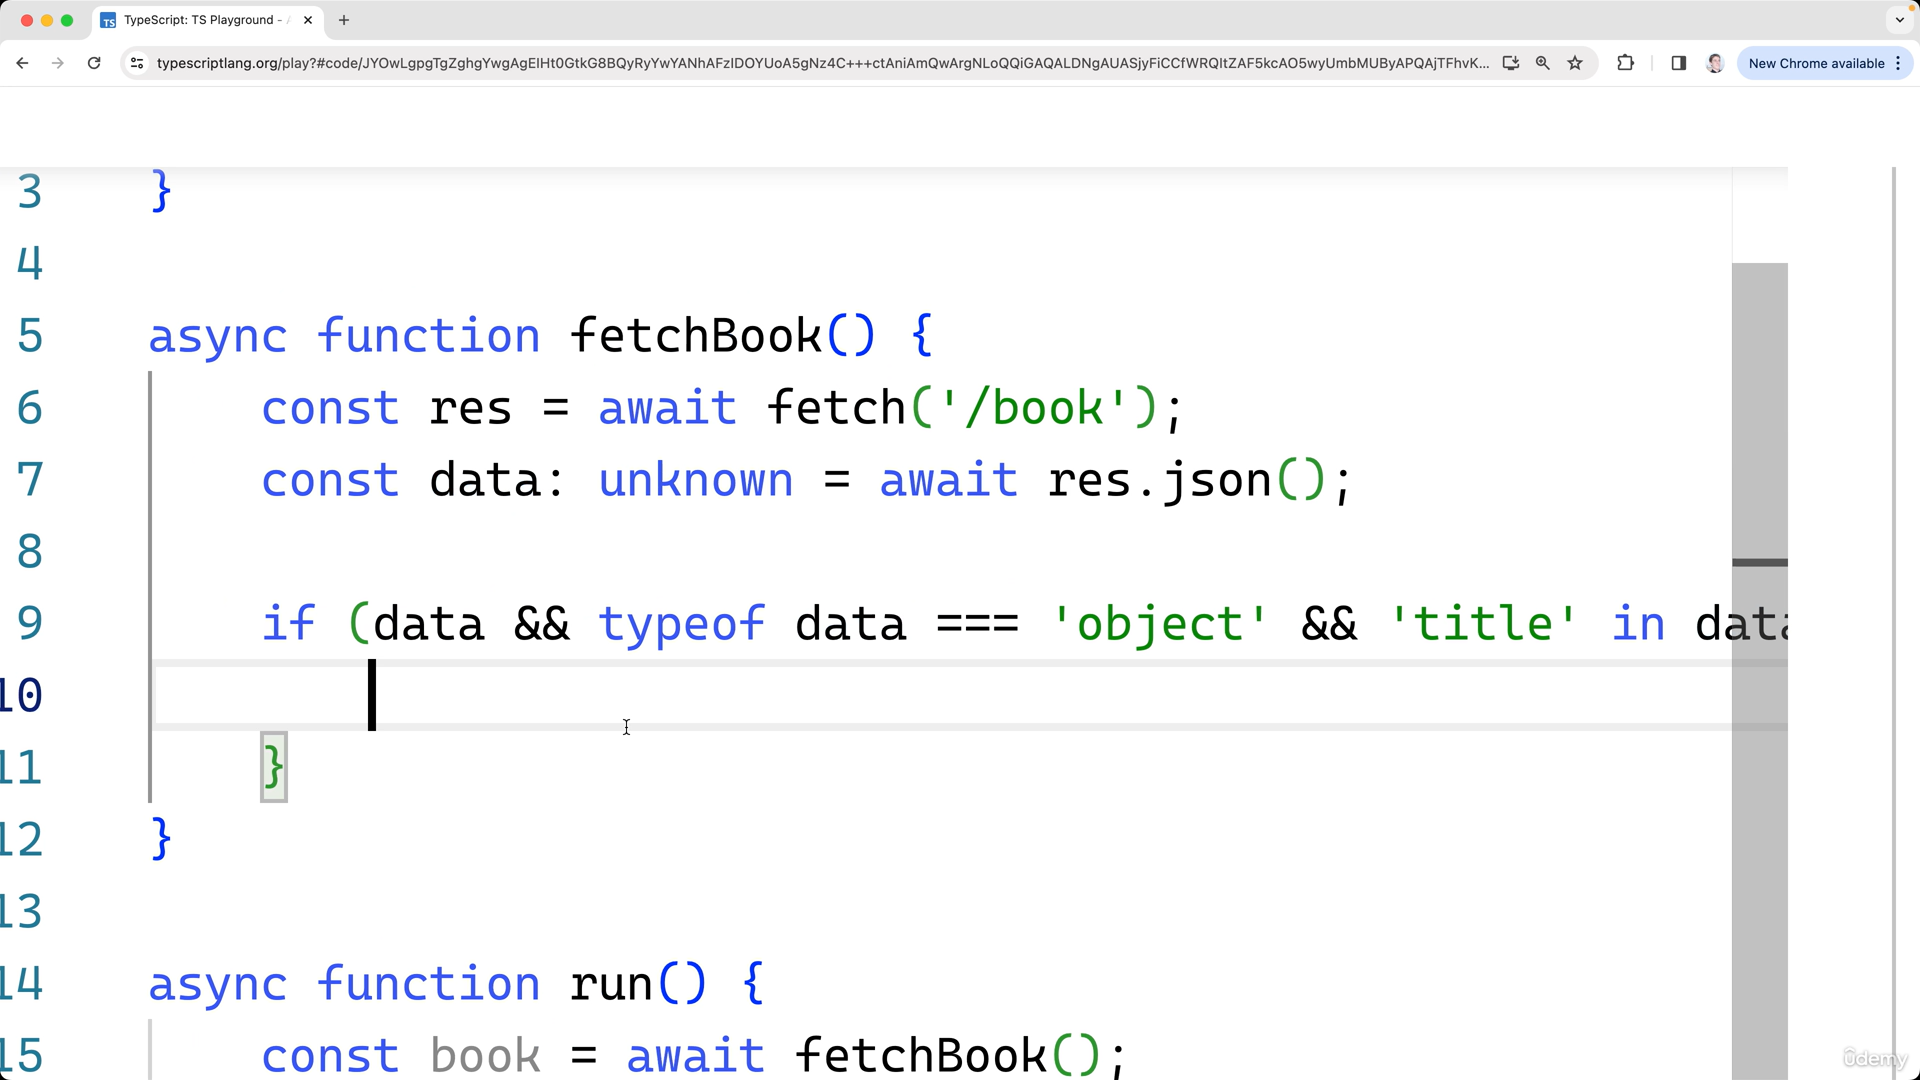 TypeScript: TS Playground -
typescriptlang.org/play?#code/JYOwLgpgTgZghgYwgAgElHt0GtkG8BQyRyYwYANhAFzIDOYUoA5gNz4C+++ctAniAmQwArgNLoQQiGAQALDNgAUASjyFiCCfWRQItZAF5kcAO5wyUmbMUByAPQAjTFhvK...
New Chrome available
3 }
4
5 async function fetchBook() {
6 const res = await fetch('/book');
7 const data: unknown = await res.json();
8
9 if (data && typeof data === 'object' && 'title' in data
10
11 }
12 }
13
14 async function run() {
15 const book = await fetchBook();
ûdemy